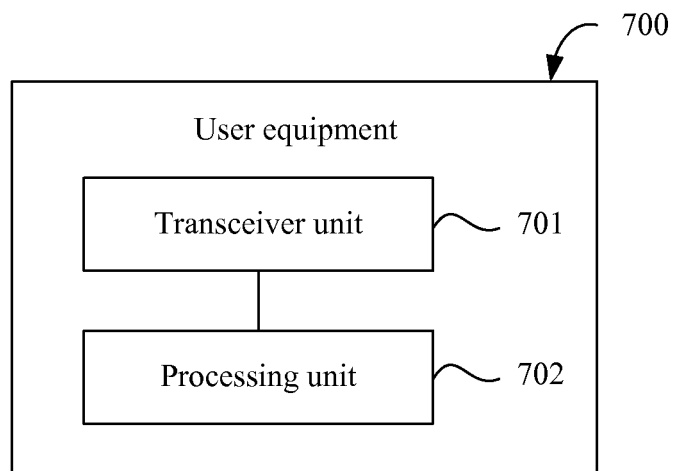 700
User equipment
Transceiver unit 701
Processing unit 702